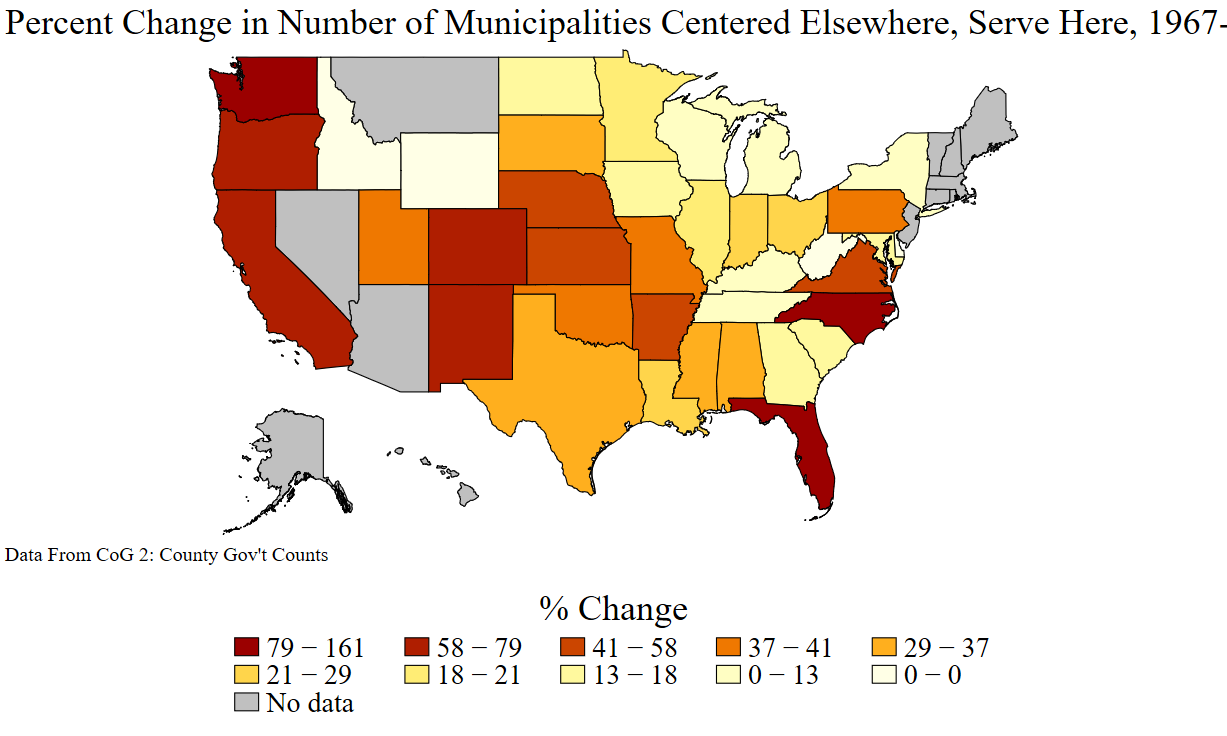 Percent Change in Number of Municipalities Centered Elsewhere, Serve Here, 1967-
Data From CoG 2: County Gov't Counts
% Change
79 − 161 58 − 79 41 − 58 37 − 41 29 − 37
21 − 29 18 − 21 13 − 18 0 − 13 0 − 0
No data